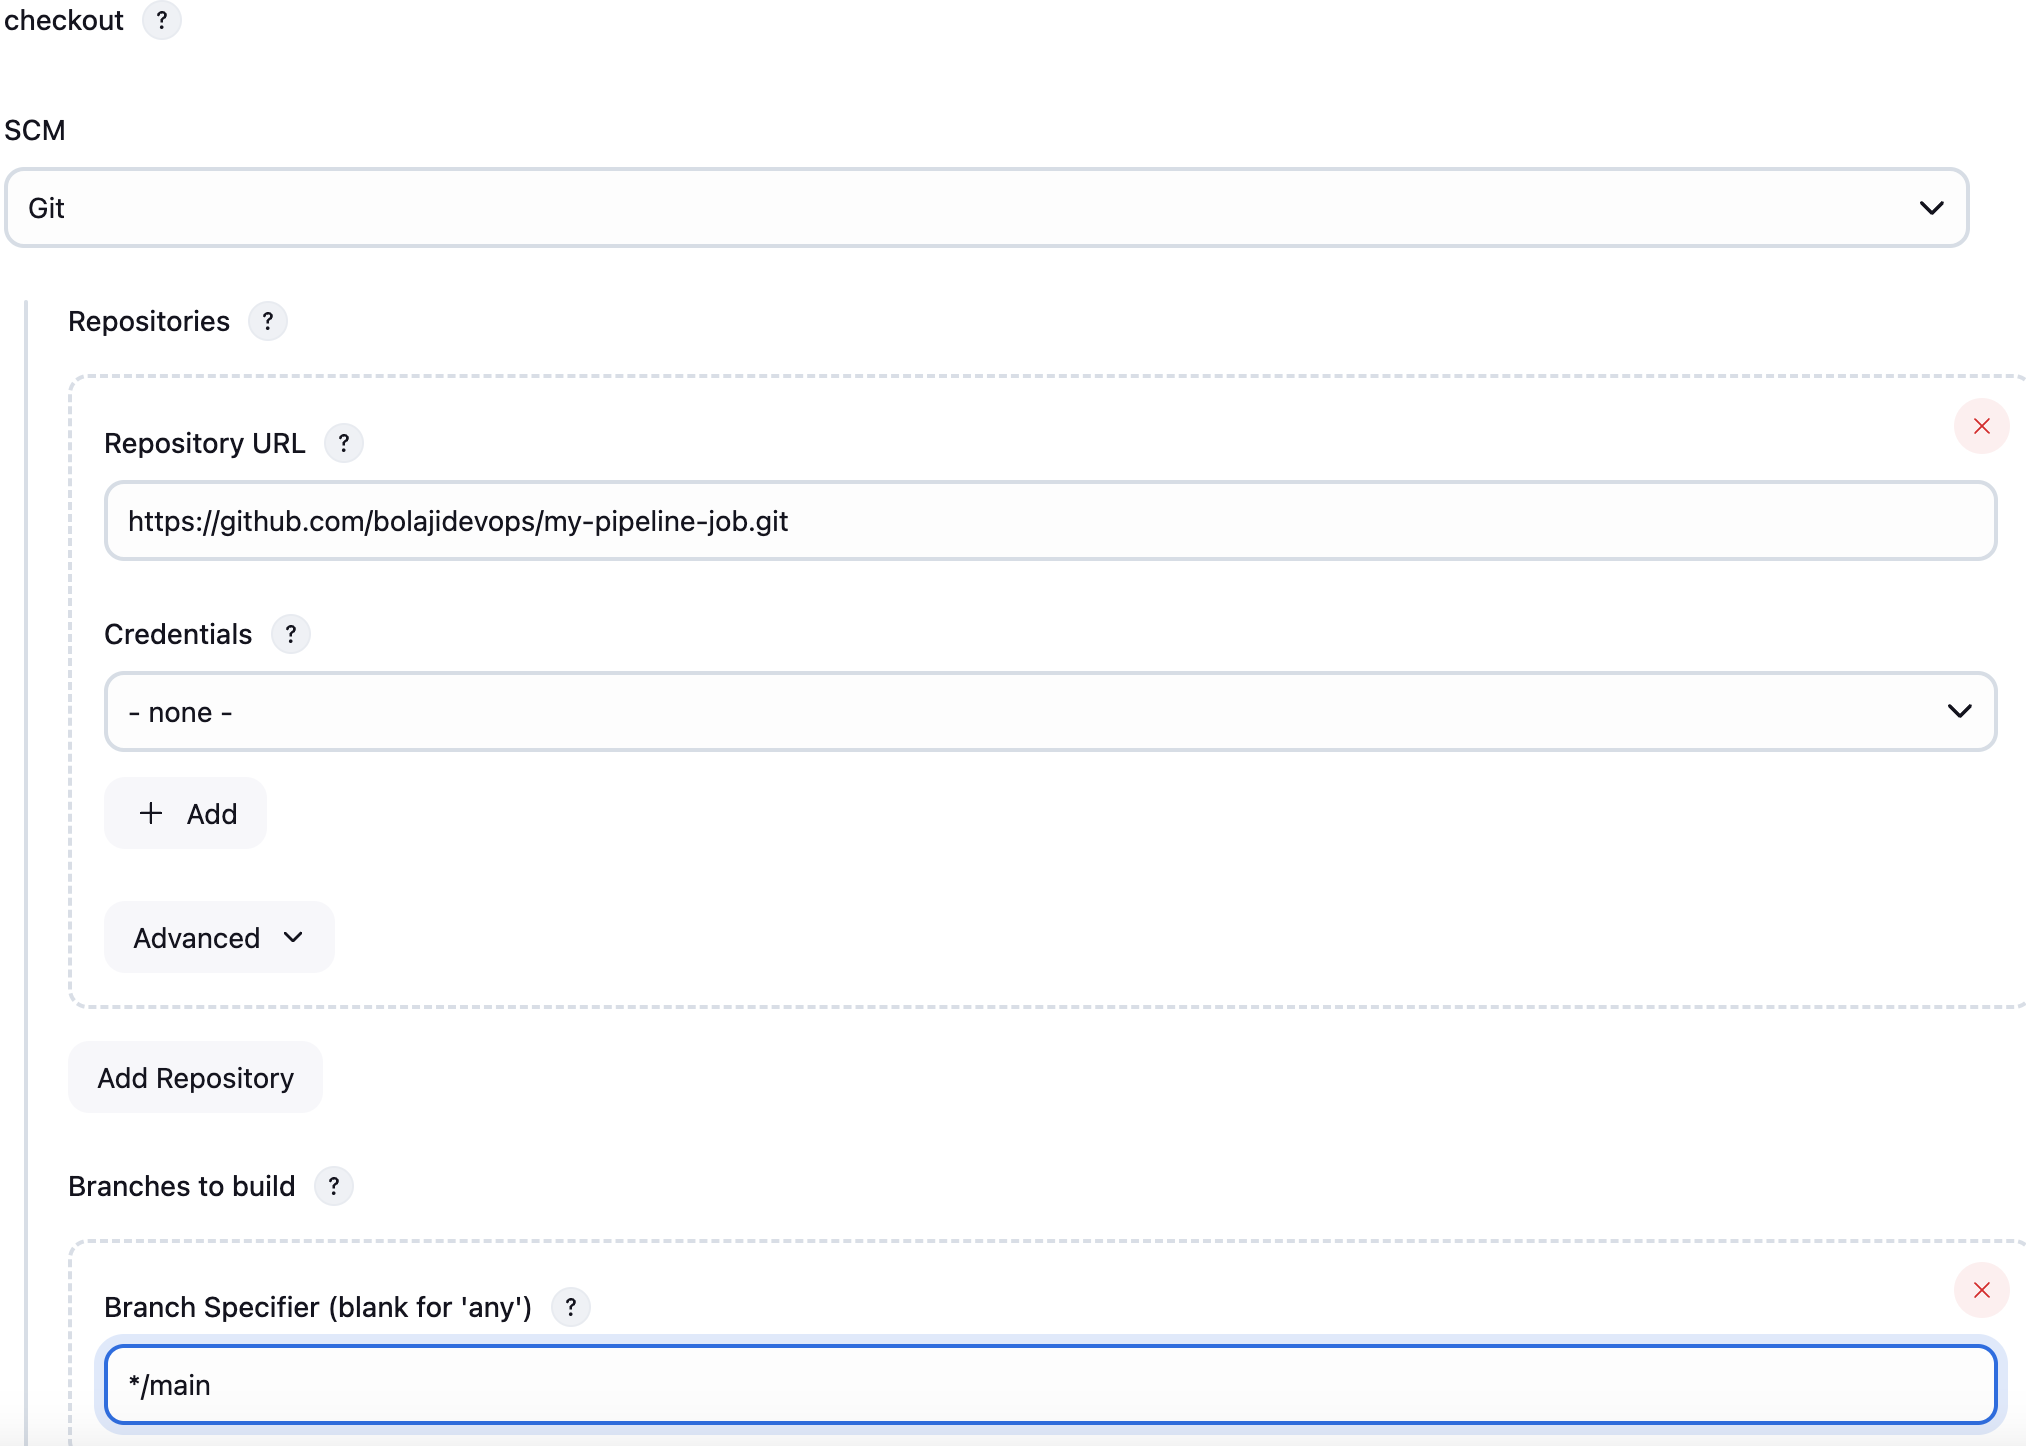 checkout ?
SCM
Git
Repositories ?
Repository URL ?
https://github.com/bolajidevops/my-pipeline-job.git
Credentials ?
- none -
+ Add
Advanced
Add Repository
Branches to build ?
Branch Specifier (blank for 'any') ?
*/main